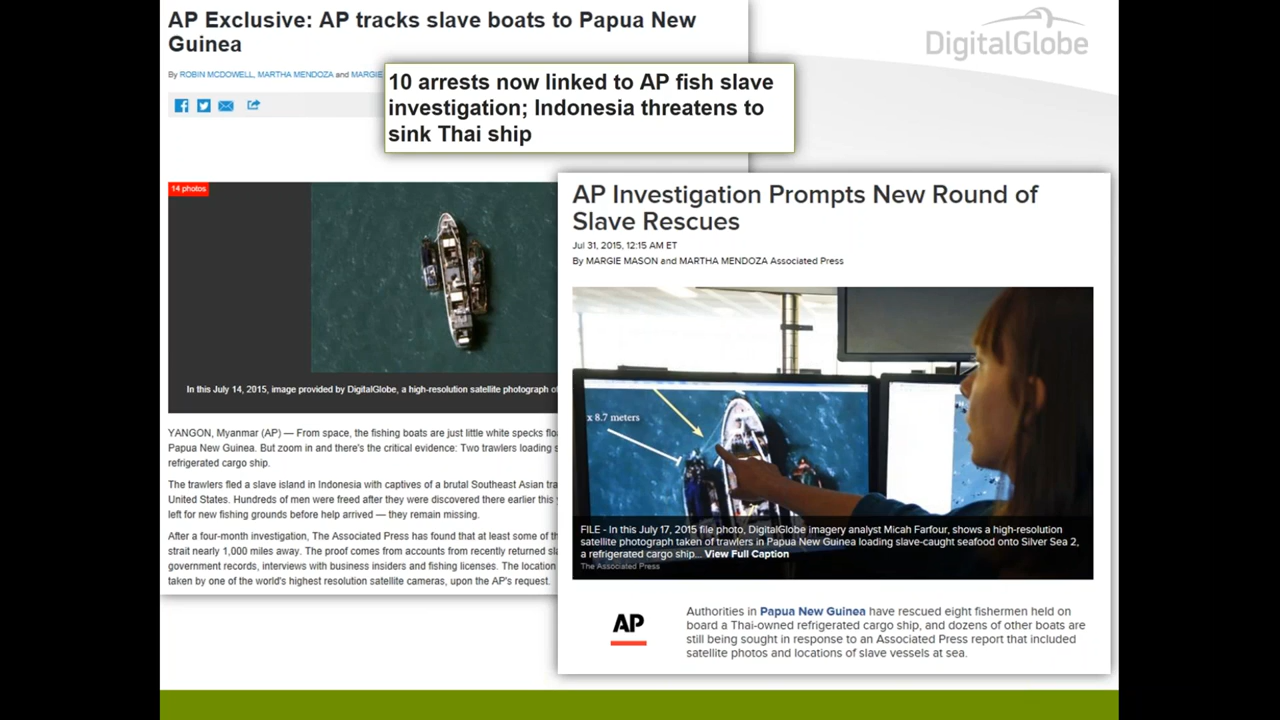 AP Exclusive: AP tracks slave boats to Papua New
Guinea
By ROBIN MCDOWELL, MARTHA MENDOZA and MARGIE
DigitalGlobe
10 arrests now linked to AP fish slave
investigation; Indonesia threatens to
sink Thai ship
14 photos
In this July 14, 2015, image provided by DigitalGlobe, a high-resolution satellite photograph
YANGON, Myanmar (AP) — From space, the fishing boats are just little white specks
Papua New Guinea. But zoom in and there's the critical evidence: Two trawlers loading
refrigerated cargo ship.
The trawlers fled a slave island in Indonesia with captives of a brutal Southeast Asian
United States. Hundreds of men were freed after they were discovered there earlier this
left for new fishing grounds before help arrived — they remain missing.
After a four-month investigation, The Associated Press has found that at least some of
strait nearly 1,000 miles away. The proof comes from accounts from recently returned
government records, interviews with business insiders and fishing licenses. The location
taken by one of the world's highest resolution satellite cameras, upon the AP's request.
AP Investigation Prompts New Round of
Slave Rescues
Jul 31, 2015, 12:15 AM ET
By MARGIE MASON and MARTHA MENDOZA Associated Press
x 8.7 meters
FILE - In this July 17, 2015 file photo, DigitalGlobe imagery analyst Micah Farfour, shows a high-resolution
satellite photograph taken of trawlers in Papua New Guinea loading slave-caught seafood onto Silver Sea 2,
a refrigerated cargo ship... View Full Caption
The Associated Press
AP
Authorities in Papua New Guinea have rescued eight fishermen held on
board a Thai-owned refrigerated cargo ship, and dozens of other boats are
still being sought in response to an Associated Press report that included
satellite photos and locations of slave vessels at sea.